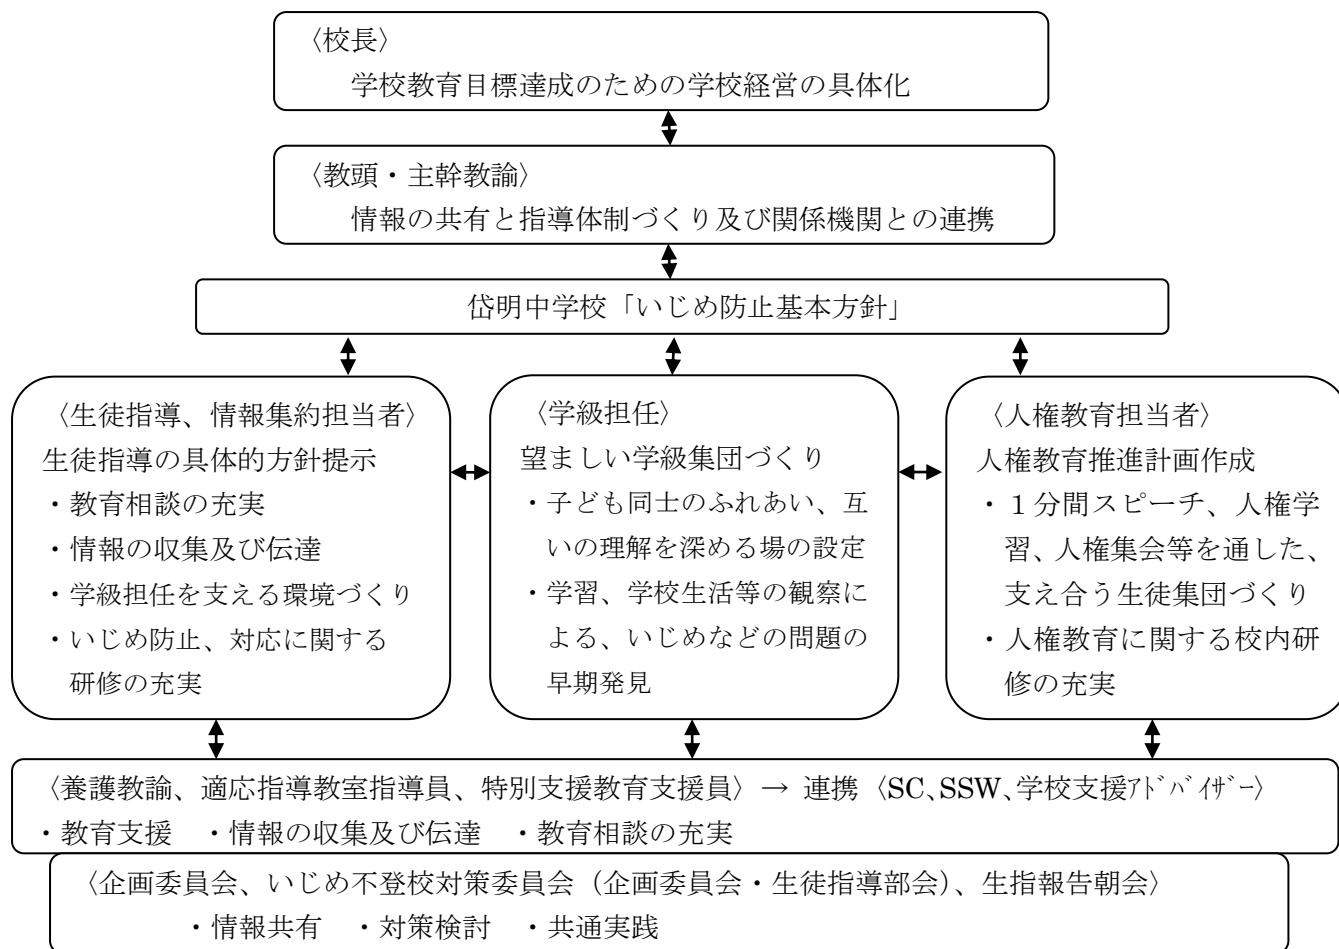 〈校長〉
学校教育目標達成のための学校経営の具体化
〈教頭・主幹教諭〉
情報の共有と指導体制づくり及び関係機関との連携
岱明中学校「いじめ防止基本方針」
〈生徒指導、情報集約担当者〉
生徒指導の具体的方針提示
・教育相談の充実
・情報の収集及び伝達
・学級担任を支える環境づくり
・いじめ防止、対応に関する
研修の充実
〈学級担任〉
望ましい学級集団づくり
・子ども同士のふれあい、互
いの理解を深める場の設定
・学習、学校生活等の観察に
よる、いじめなどの問題の
早期発見
〈人権教育担当者〉
人権教育推進計画作成
・１分間スピーチ、人権学
習、人権集会等を通した、
支え合う生徒集団づくり
・人権教育に関する校内研
修の充実
〈養護教諭、適応指導教室指導員、特別支援教育支援員〉→ 連携〈SC、SSW、学校支援ｱﾄﾞﾊﾞｲｻﾞｰ〉
・教育支援　・情報の収集及び伝達　・教育相談の充実
〈企画委員会、いじめ不登校対策委員会（企画委員会・生徒指導部会）、生指報告朝会〉
・情報共有　・対策検討　・共通実践